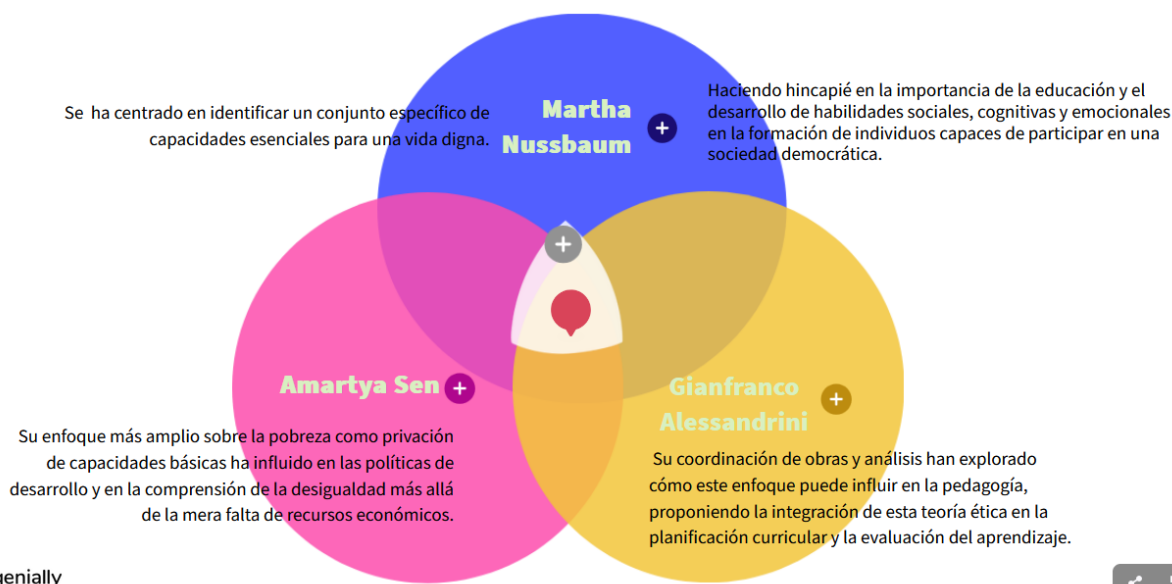 Se ha centrado en identificar un conjunto específico de
capacidades esenciales para una vida digna.
Martha
Nussbaum
Haciendo hincapié en la importancia de la educación y el
desarrollo de habilidades sociales, cognitivas y emocionales
en la formación de individuos capaces de participar en una
sociedad democrática.
Amartya Sen
Su enfoque más amplio sobre la pobreza como privación
de capacidades básicas ha influido en las políticas de
desarrollo y en la comprensión de la desigualdad más allá
de la mera falta de recursos económicos.
Gianfranco
Alessandrini
Su coordinación de obras y análisis han explorado
cómo este enfoque puede influir en la pedagogía,
proponiendo la integración de esta teoría ética en la
planificación curricular y la evaluación del aprendizaje.
genially